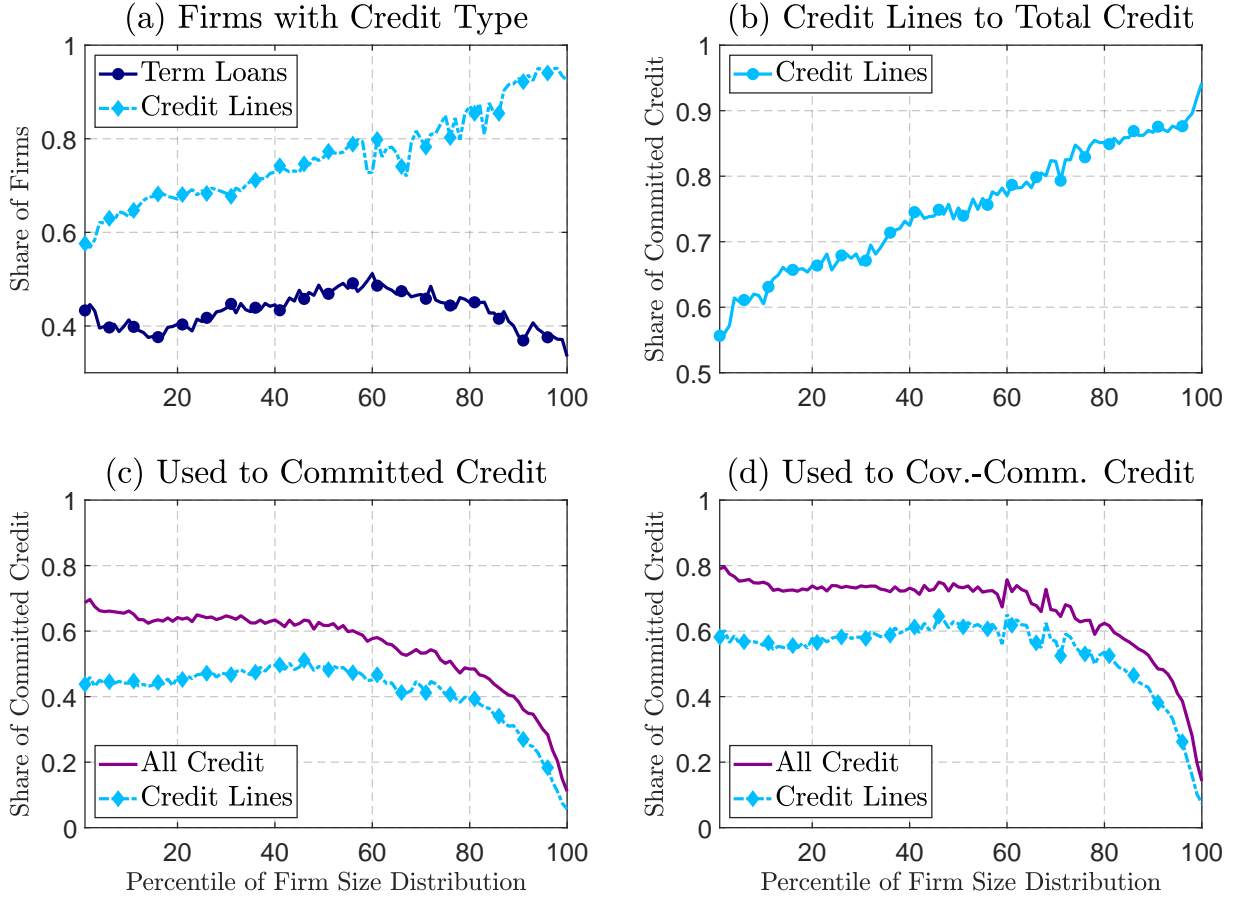 (a) Firms with Credit Type
1
0.8
0.6
0.4
Share of Firms
Term Loans
Credit Lines
20
40
60
80
100
(b) Credit Lines to Total Credit
1
0.9
0.8
0.7
0.6
0.5
Share of Committed Credit
Credit Lines
20
40
60
80
100
(c) Used to Committed Credit
1
0.8
0.6
0.4
0.2
0
Share of Committed Credit
All Credit
Credit Lines
20
40
60
80
100
Percentile of Firm Size Distribution
(d) Used to Cov.-Comm. Credit
1
0.8
0.6
0.4
0.2
0
Share of Committed Credit
All Credit
Credit Lines
20
40
60
80
100
Percentile of Firm Size Distribution